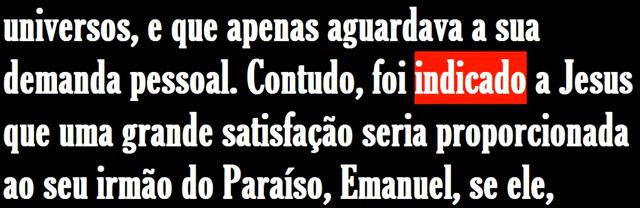 universos, e que apenas aguardava a sua
demanda pessoal. Contudo, foi indicado a Jesus
que uma grande satisfação seria proporcionada
ao seu irmão do Paraíso, Emanuel, se ele,